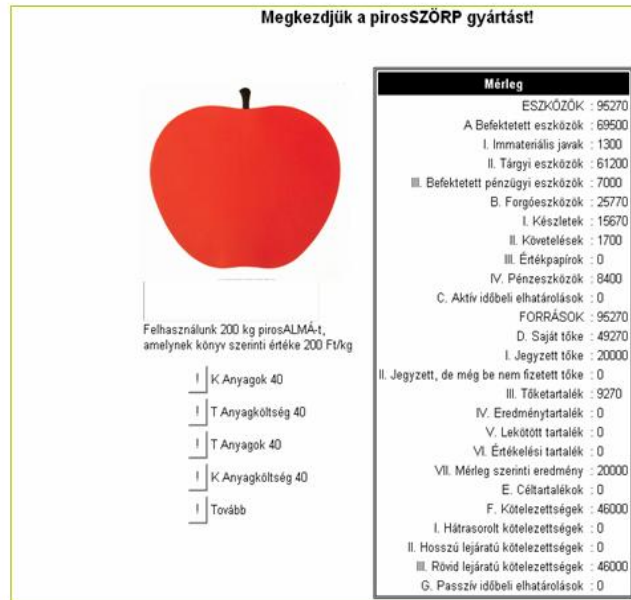 Megkezdjük a pirosSZÖRP gyártást!
Felhasználunk 200 kg pirosALMÁ-t,
amelynek könyv szerinti értéke 200 Ft/kg
! K Anyagok 40
! T Anyagköltség 40
! T Anyagok 40
! K Anyagköltség 40
! Tovább
Mérleg
ESZKÖZÖK : 95270
A Befektetett eszközök : 69500
I. Immateriális javak : 1300
II. Tárgyi eszközök : 61200
III. Befektetett pénzügyi eszközök : 7000
B. Forgóeszközök : 25770
I. Készletek : 15670
II. Követelések : 1700
III. Értékpapírok : 0
IV. Pénzeszközök : 8400
C. Aktív időbeli elhatárolások : 0
FORRÁSOK : 95270
D. Saját tőke : 49270
I. Jegyzett tőke : 20000
II. Jegyzett, de még be nem fizetett tőke : 0
III. Tőketartalék : 9270
IV. Eredménytartalék : 0
V. Lekötött tartalék : 0
VI. Értékelési tartalék : 0
VII. Mérleg szerinti eredmény : 20000
E. Céltartalékok : 0
F. Kötelezettségek : 46000
I. Hátrasorolt kötelezettségek : 0
II. Hosszú lejáratú kötelezettségek : 0
III. Rövid lejáratú kötelezettségek : 46000
G. Passzív időbeli elhatárolások : 0